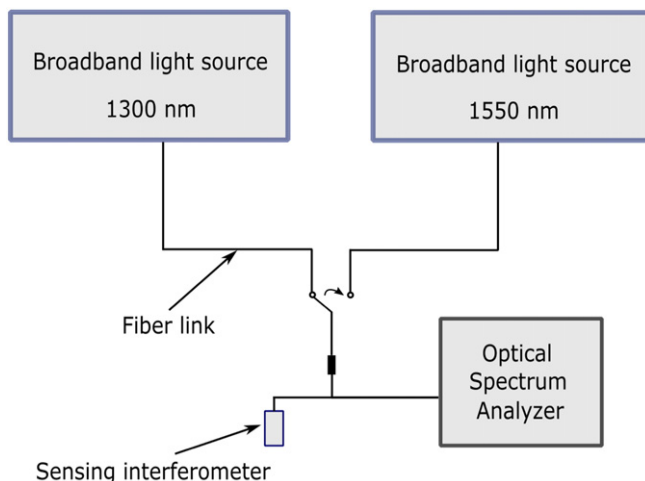 Broadband light source
1300 nm
Broadband light source
1550 nm
Fiber link
Optical
Spectrum
Analyzer
Sensing interferometer